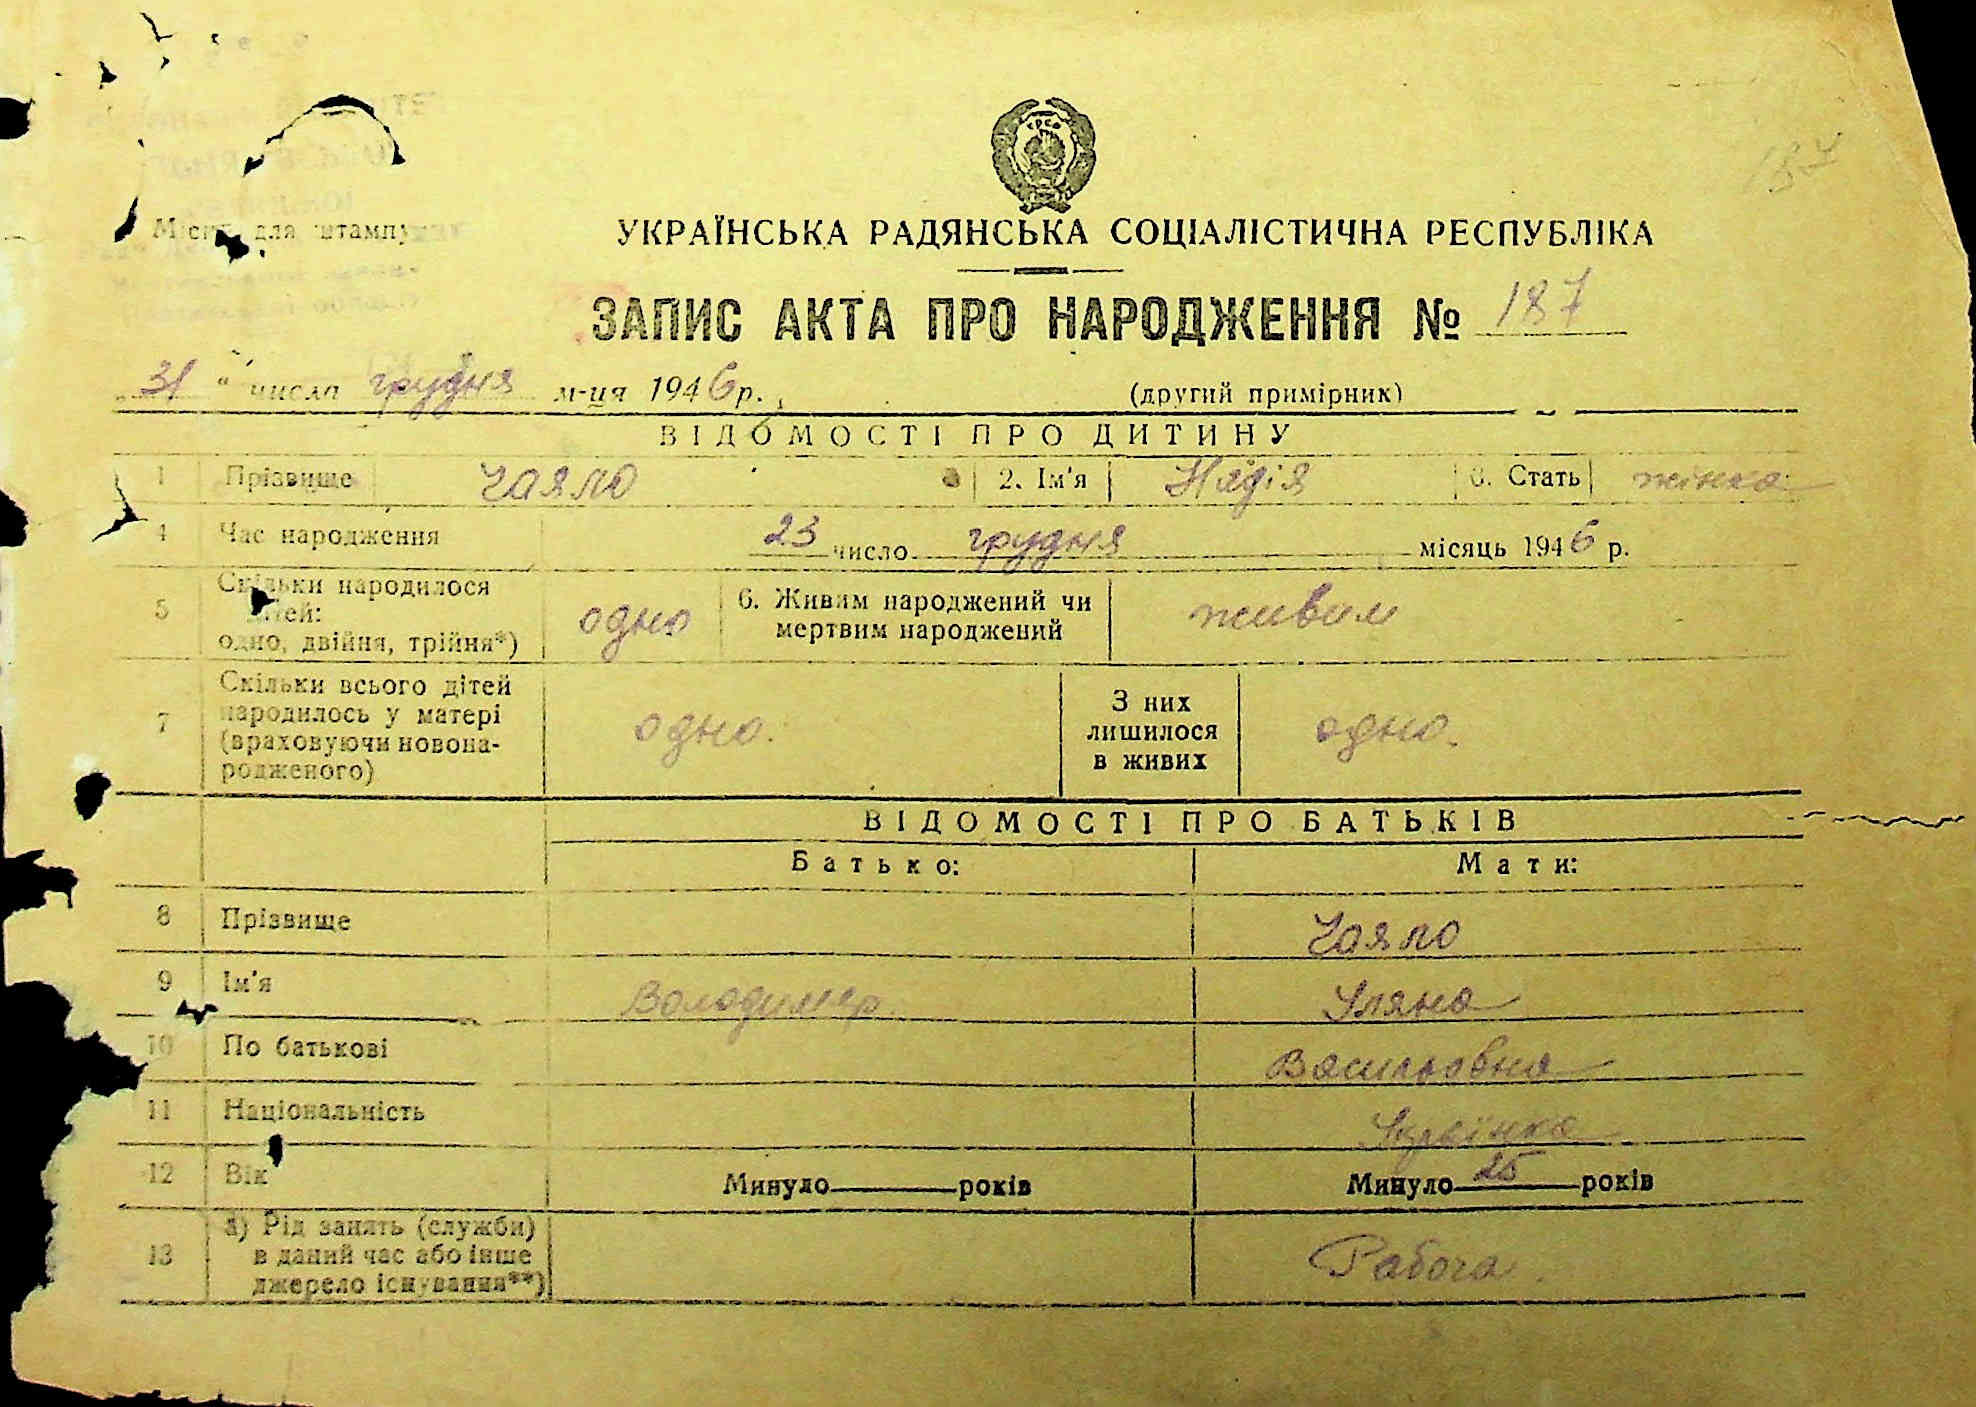 187
Місце для штампу
УКРАЇНСЬКА РАДЯНСЬКА СОЦІАЛІСТИЧНА РЕСПУБЛІКА
ЗАПИС АКТА ПРО НАРОДЖЕННЯ № 187
„31“ числа грудня м-ця 1946 р.
(другий примірник)
ВІДОМОСТІ ПРО ДИТИНУ
1 Прізвище Чаяло 2. Ім'я Надія 3. Стать жінка
4 Час народження 23 число грудня місяць 1946 р.
5 Скільки народилося дітей: одно, двійня, трійня*) одно 6. Живим народжений чи мертвим народжений живим
7 Скільки всього дітей народилось у матері (враховуючи новона-родженого) одно. З них лишилося в живих одно.
ВІДОМОСТІ ПРО БАТЬКІВ
Батько: Мати:
8 Прізвище Чаяло
9 Ім'я Володимер. Уляна
10 По батькові Васильовна
11 Національність
12 Вік Минуло років Минуло 25 років
13 а) Рід занять (служби) в даний час або інше джерело існування**) Рабоча.